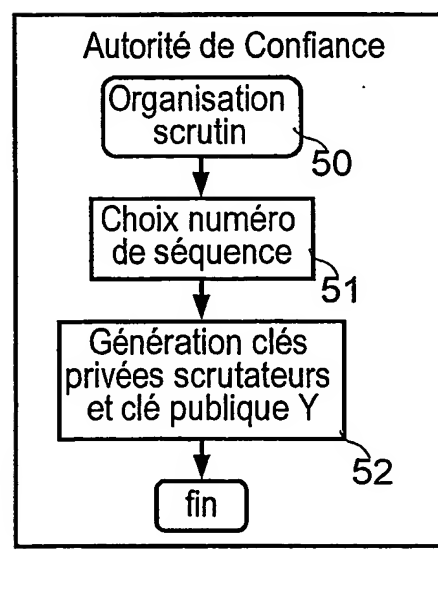 Autorité de Confiance
Organisation
scrutin
50
Choix numéro
de séquence
51
Génération clés
privées scrutateurs
et clé publique Y
52
fin